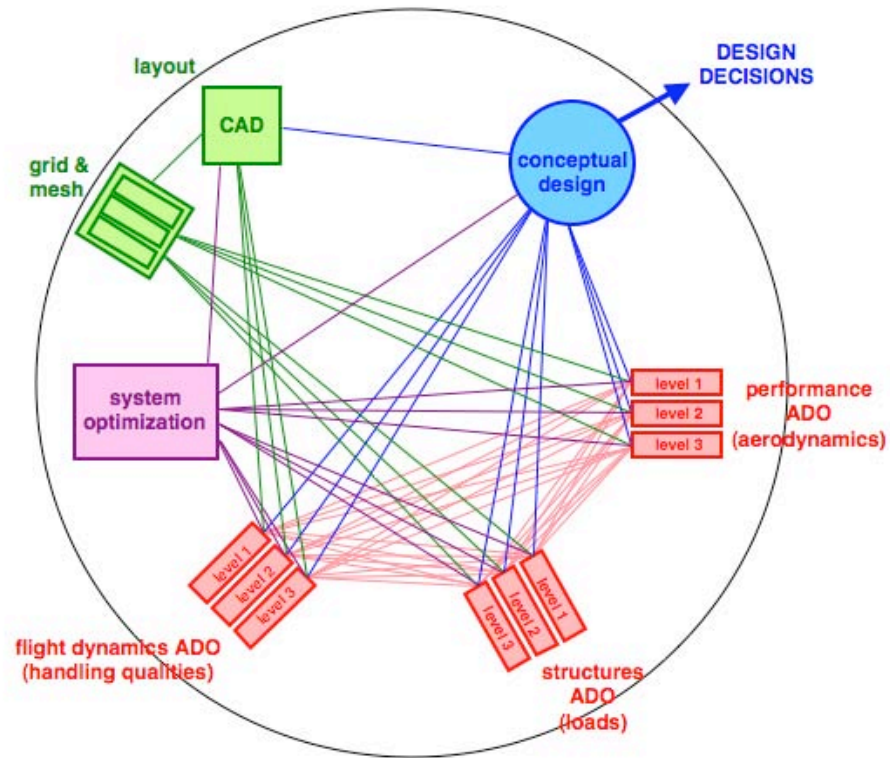 layout
CAD
DESIGN
DECISIONS
conceptual
design
grid &
mesh
system
optimization
level 1
level 2
level 3
performance
ADO
(aerodynamics)
level 1
level 2
level 3
flight dynamics ADO
(handling qualities)
level 3
level 2
level 1
structures
ADO
(loads)